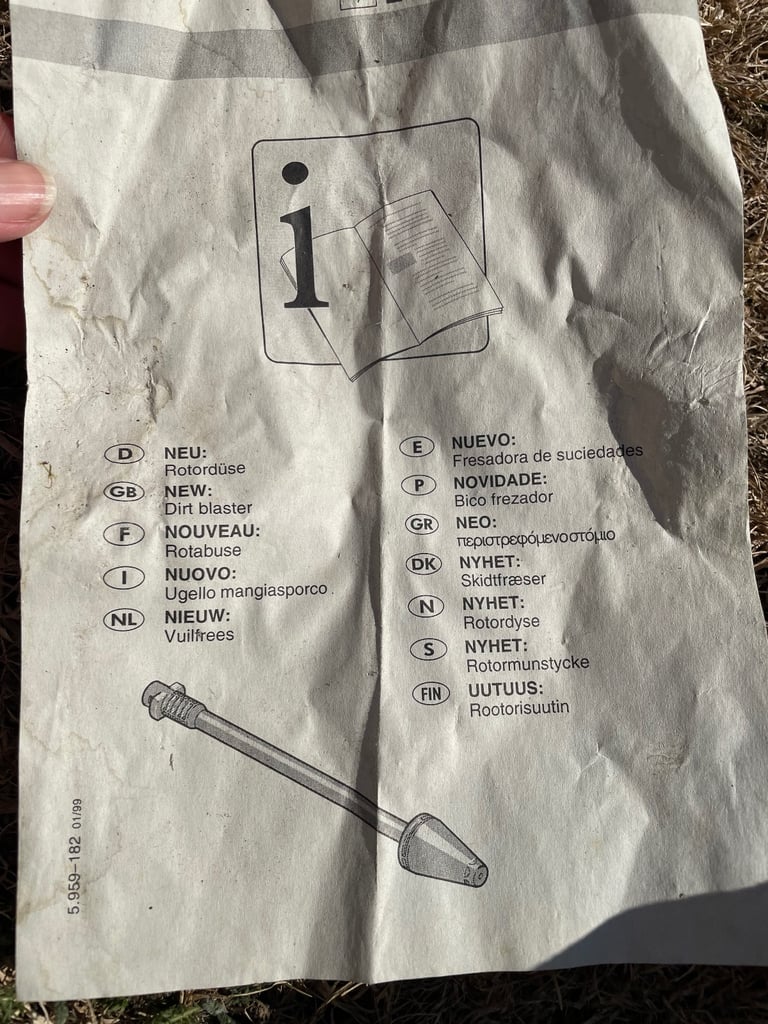 i
D NEU:
Rotordüse
GB NEW:
Dirt blaster
F NOUVEAU:
Rotabuse
I NUOVO:
Ugello mangiasporco
NL NIEUW:
Vuilfrees
E NUEVO:
Fresadora de suciedades
P NOVIDADE:
Bico frezador
GR NEO:
περιστρεφόμενο στόμιο
DK NYHET:
Skidtfræser
N NYHET:
Rotordyse
S NYHET:
Rotormunstycke
FIN UUTUUS:
Rootorisuutin
5.959–182 01/99